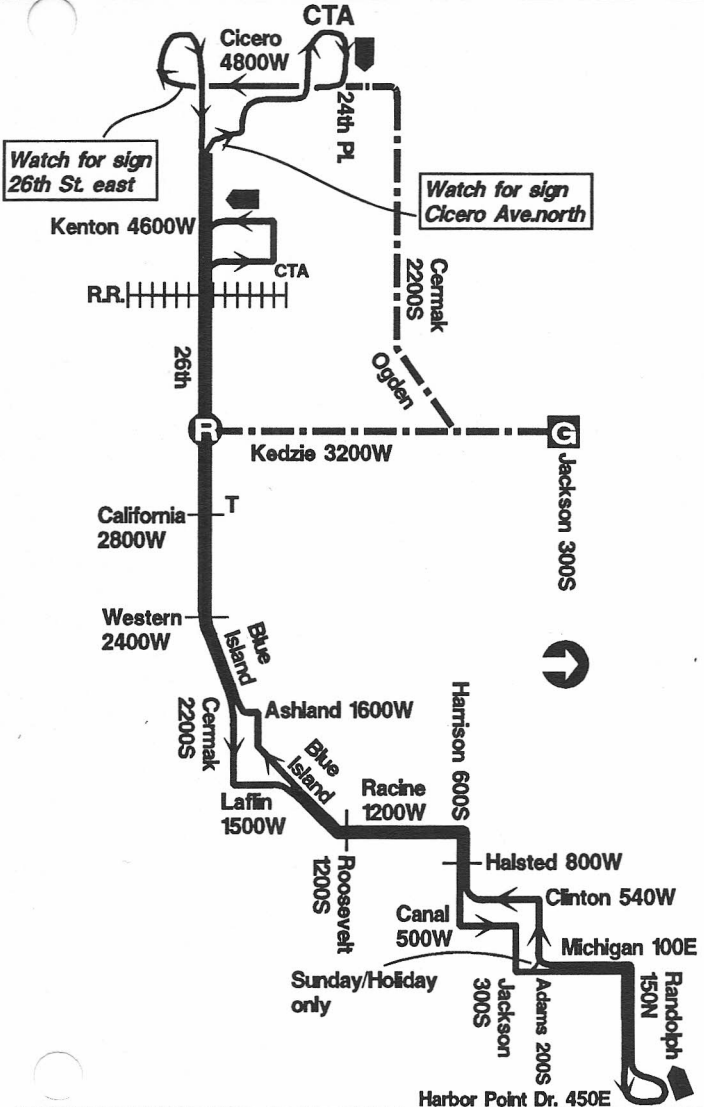 CTA
Cicero
4800W
24th Pl.
Watch for sign
26th St. east
Watch for sign
Cicero Ave.north
Kenton 4600W
CTA
R.R.
Cermak
2200S
26th
Ogden
R
G
Kedzie 3200W
Jackson 300S
California
2800W
T
Western
2400W
Blue
Island
Cermak
2200S
Ashland 1600W
Harrison 600S
Blue
Island
Laflin
1500W
Racine
1200W
Roosevelt
1200S
Halsted 800W
Clinton 540W
Canal
500W
Michigan 100E
Sunday/Holiday
only
Jackson
300S
Adams 200S
Randolph
150N
Harbor Point Dr. 450E